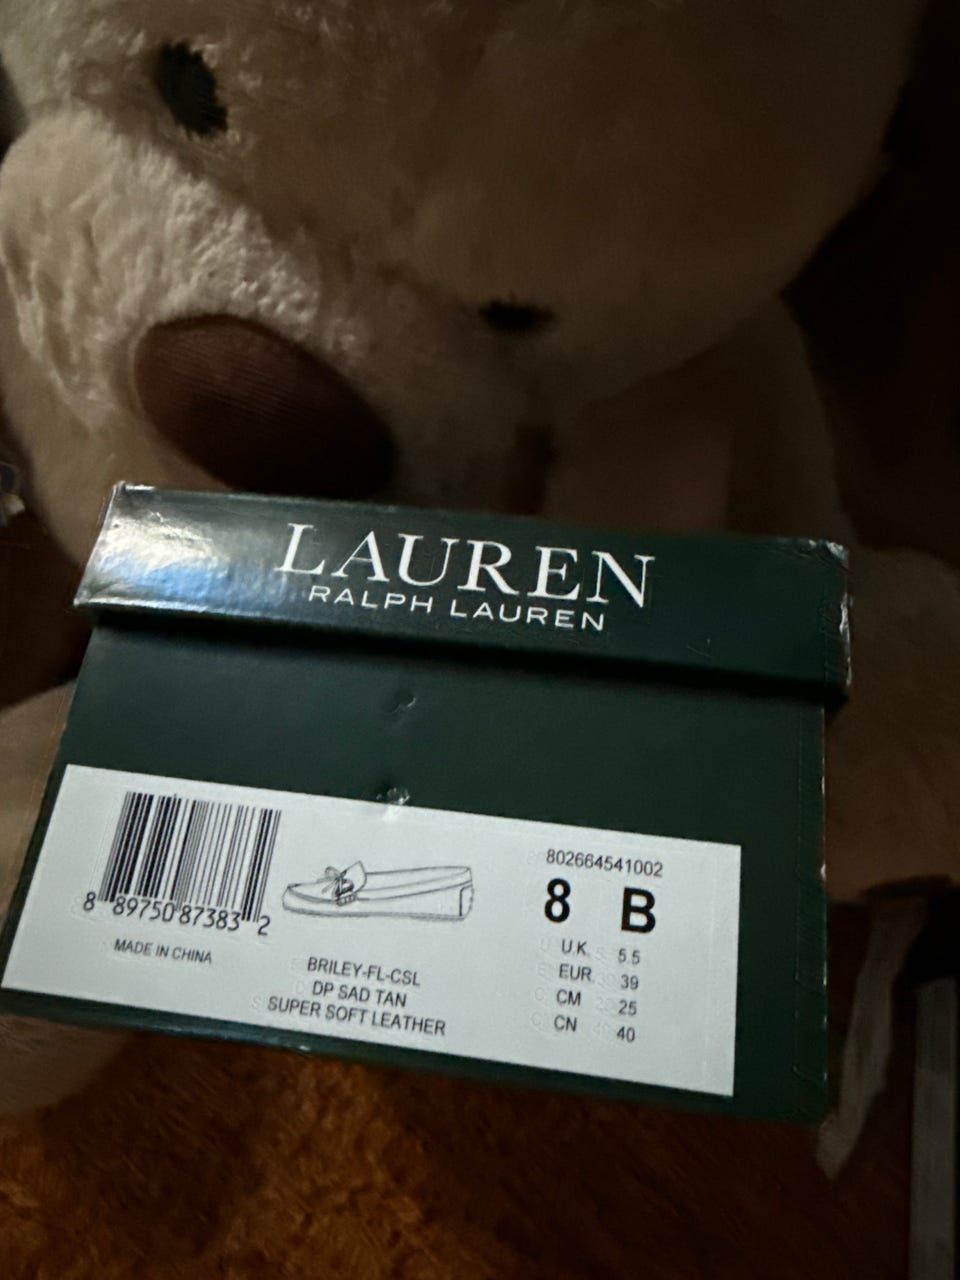 LAUREN
RALPH LAUREN
8 89750 87383 2
MADE IN CHINA
BRILEY-FL-CSL
DP SAD TAN
SUPER SOFT LEATHER
802664541002
8 B
UK. 5.5
EUR. 39
CM 25
CN 40